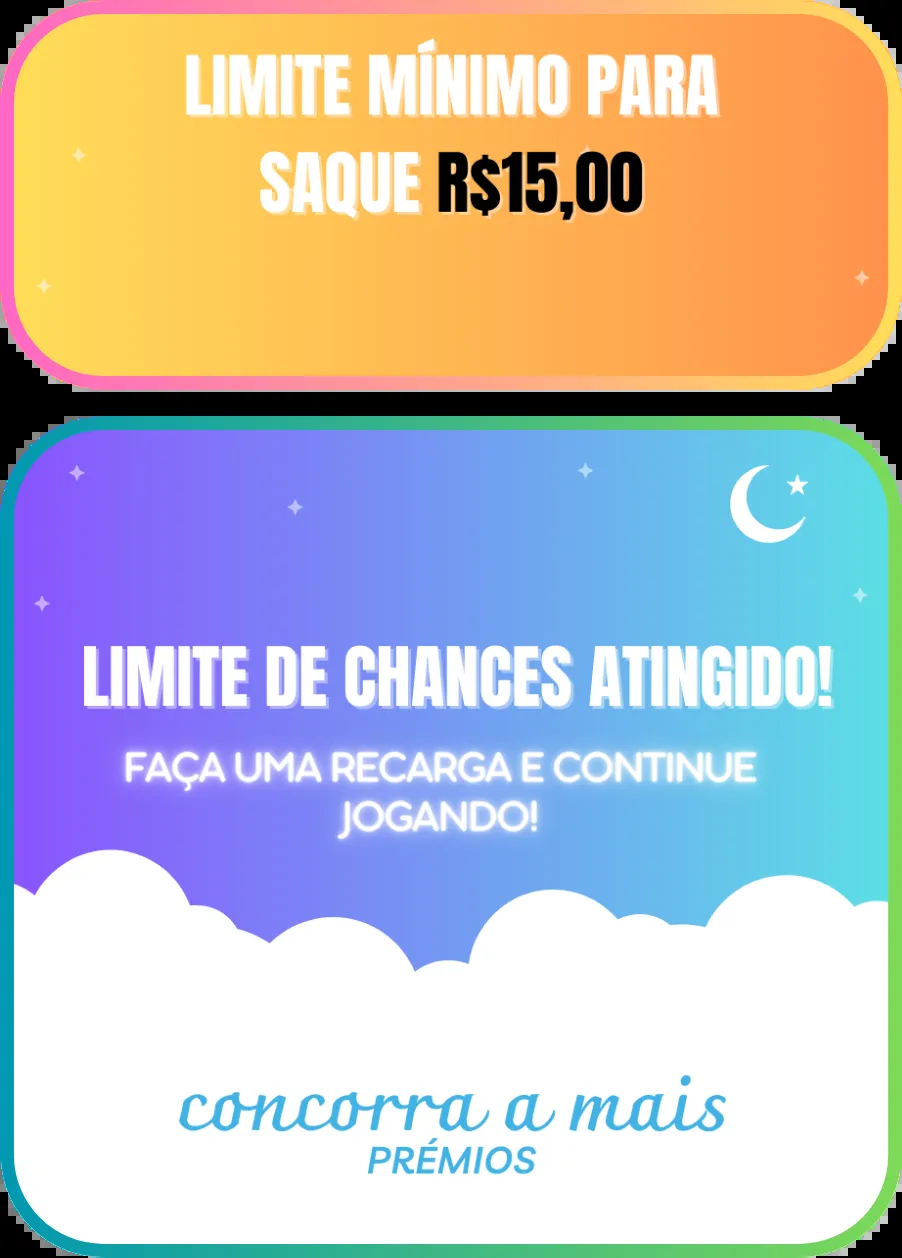 LIMITE MÍNIMO PARA
SAQUE R$15,00
LIMITE DE CHANCES ATINGIDO!
FAÇA UMA RECARGA E CONTINUE
JOGANDO!
concorra a mais
PRÉMIOS